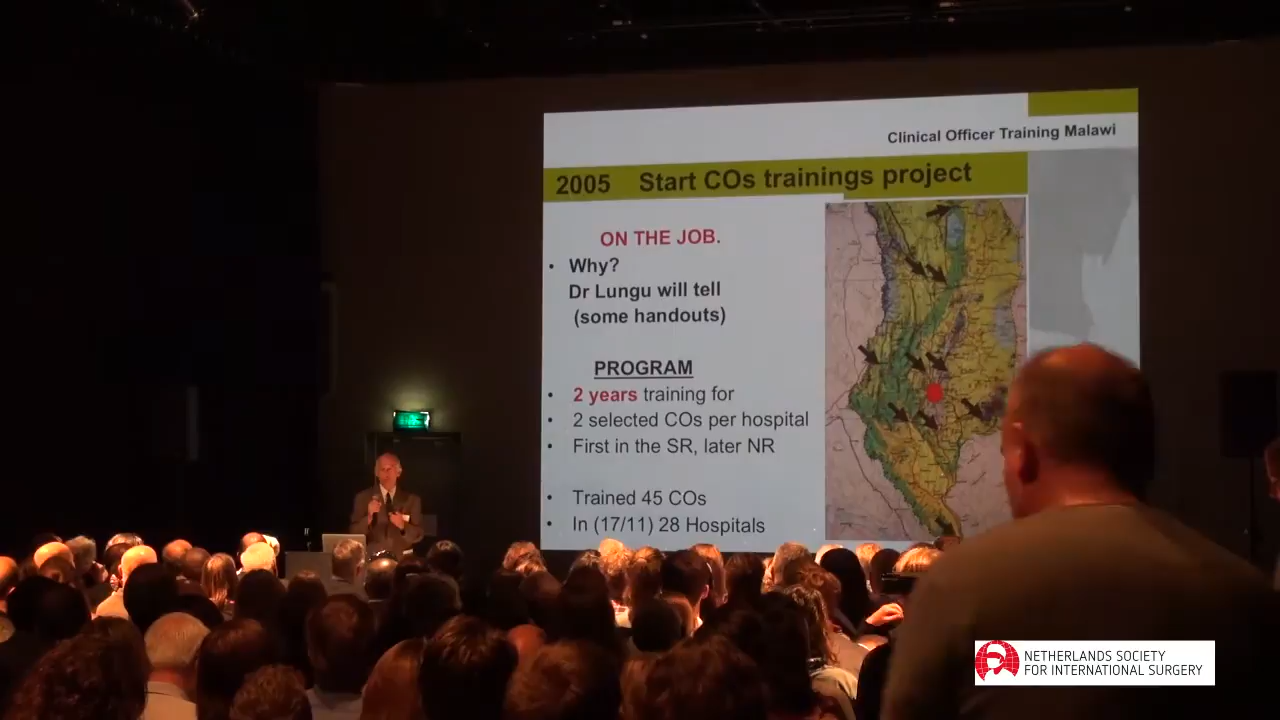 Clinical Officer Training Malawi
2005 Start COs trainings project
ON THE JOB.
• Why?
Dr Lungu will tell
(some handouts)
PROGRAM
• 2 years training for
• 2 selected COs per hospital
• First in the SR, later NR
• Trained 45 COs
• In (17/11) 28 Hospitals
NETHERLANDS SOCIETY
FOR INTERNATIONAL SURGERY